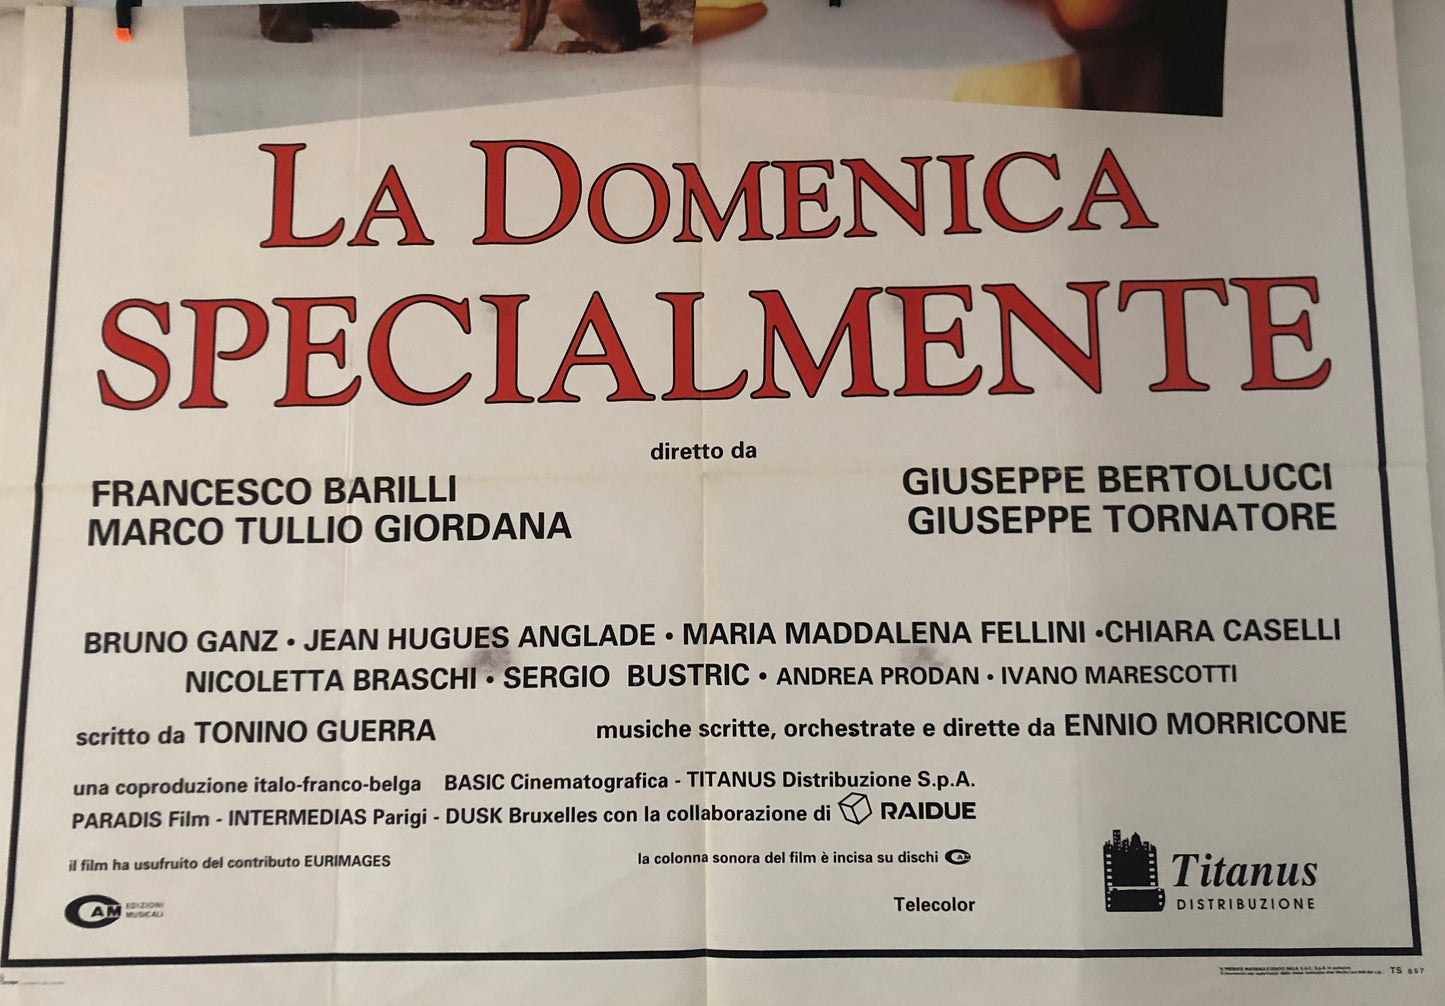 LA DOMENICA
SPECIALMENTE
diretto da
FRANCESCO BARILLI
MARCO TULLIO GIORDANA
GIUSEPPE BERTOLUCCI
GIUSEPPE TORNATORE
BRUNO GANZ • JEAN HUGUES ANGLADE • MARIA MADDALENA FELLINI • CHIARA CASELLI
NICOLETTA BRASCHI • SERGIO BUSTRIC • ANDREA PRODAN • IVANO MARESCOTTI
scritto da TONINO GUERRA
musiche scritte, orchestrate e dirette da ENNIO MORRICONE
una coproduzione italo-franco-belga BASIC Cinematografica - TITANUS Distribuzione S.p.A.
PARADIS Film - INTERMEDIAS Parigi - DUSK Bruxelles con la collaborazione di RAIDUE
il film ha usufruito del contributo EURIMAGES
la colonna sonora del film è incisa su dischi CAM
CAM EDIZIONI
MUSICALI
Telecolor
Titanus
DISTRIBUZIONE
TS 857